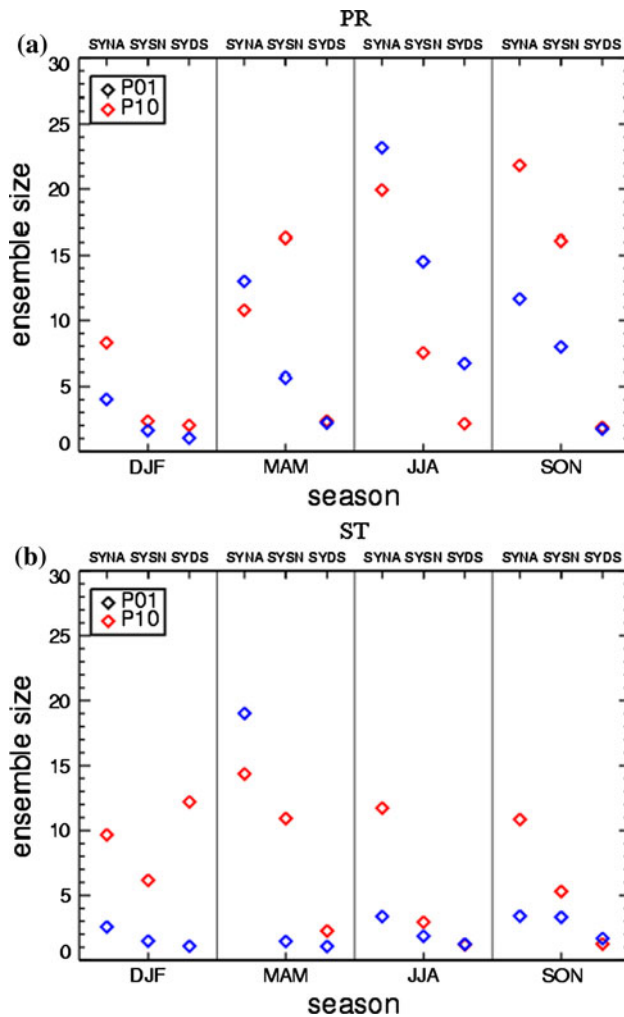 PR
(a)
SYNA SYSN SYDS SYNA SYSN SYDS SYNA SYSN SYDS SYNA SYSN SYDS
30
25
20
15
10
5
0
ensemble size
P01
P10
DJF MAM JJA SON
season
ST
(b)
SYNA SYSN SYDS SYNA SYSN SYDS SYNA SYSN SYDS SYNA SYSN SYDS
30
25
20
15
10
5
0
ensemble size
P01
P10
DJF MAM JJA SON
season